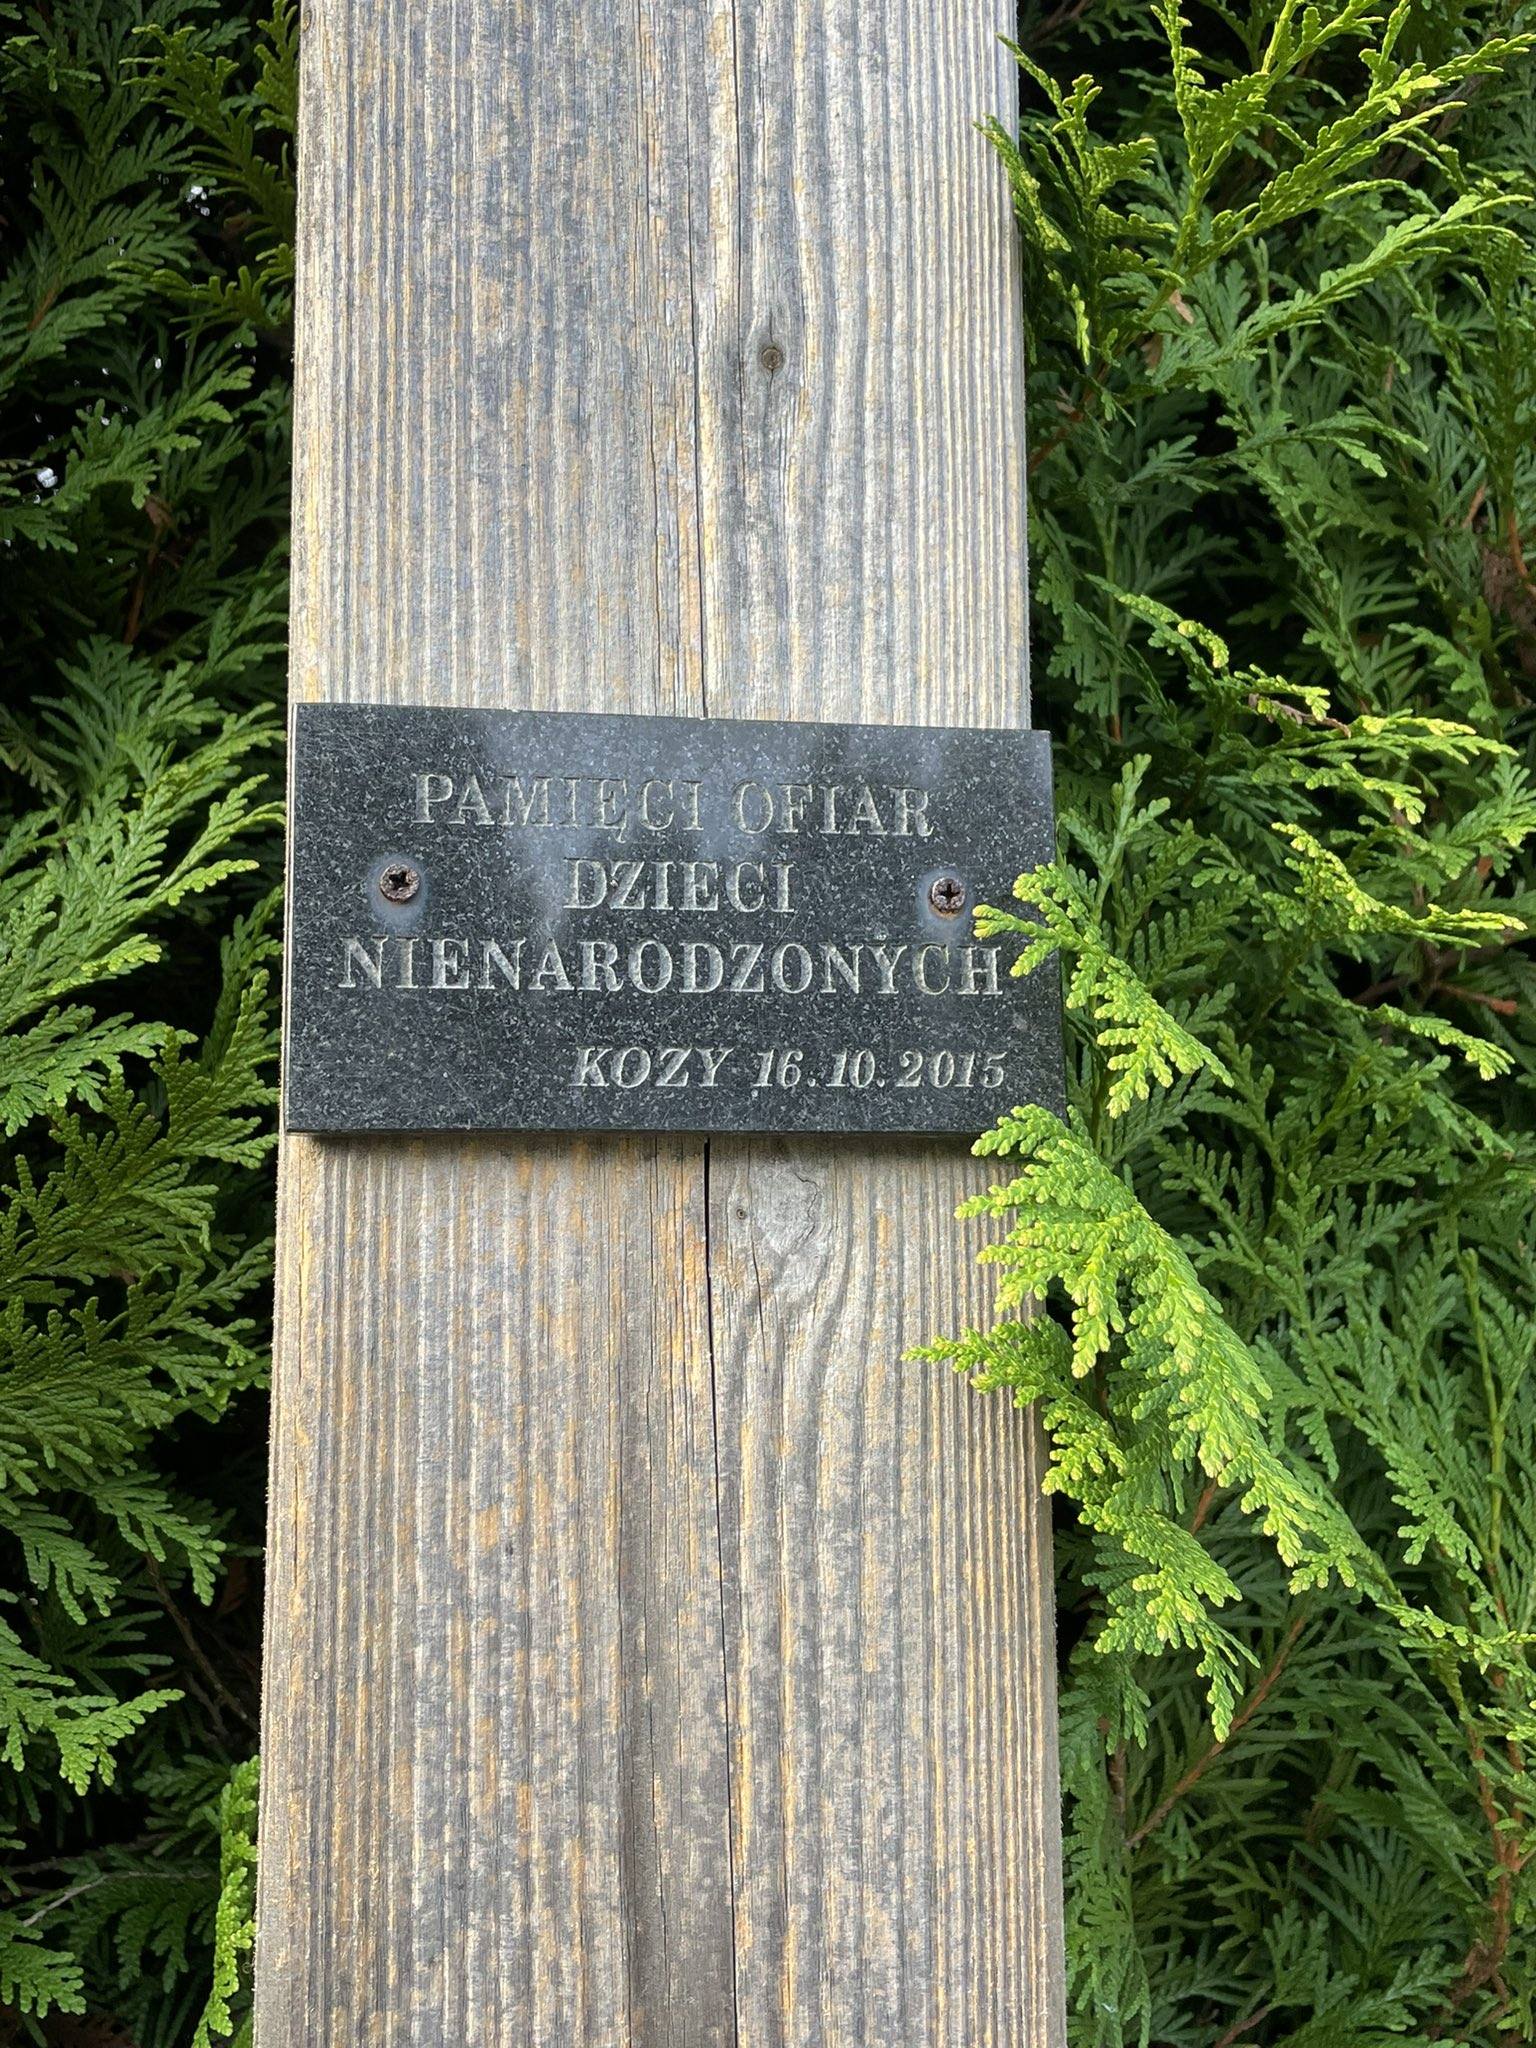 PAMIĘCI OFIAR
DZIECI
NIENARODZONYCH
KOZY 16.10.2015